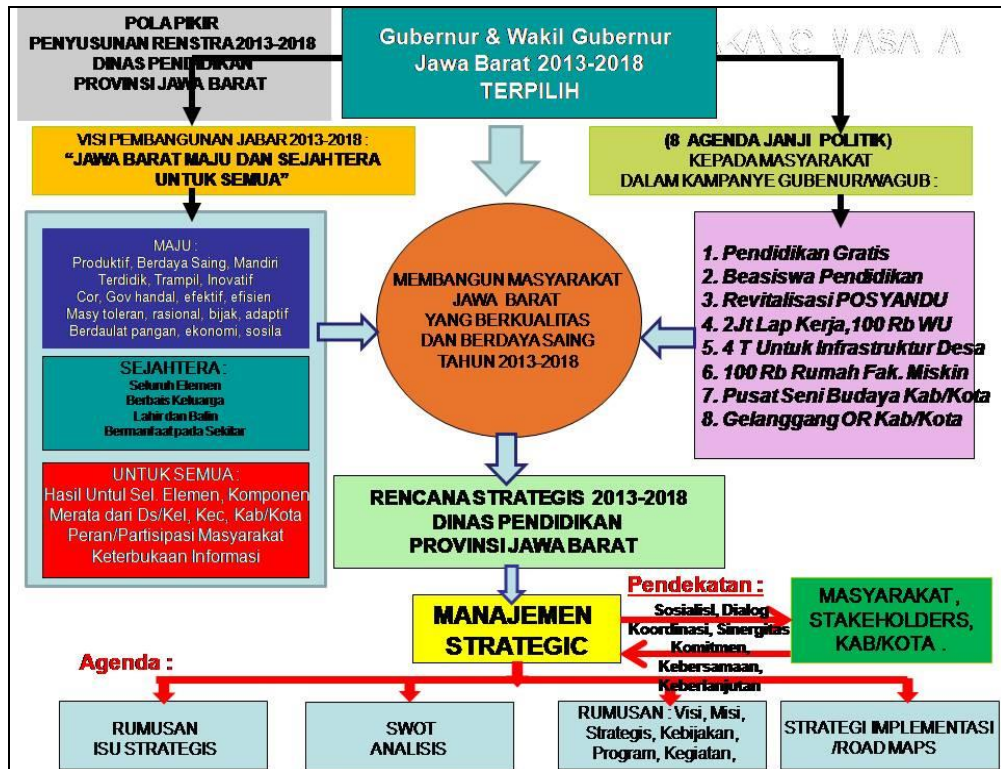 POLA PIKIR
PENYUSUNAN RENSTRA 2013-2018
DINAS PENDIDIKAN
PROVINSI JAWA BARAT
Gubernur & Wakil Gubernur
Jawa Barat 2013-2018
TERPILIH
VISI PEMBANGUNAN JABAR 2013-2018 :
“JAWA BARAT MAJU DAN SEJAHTERA
UNTUK SEMUA”
(8 AGENDA JANJI POLITIK)
KEPADA MASYARAKAT
DALAM KAMPANYE GUBENUR/WAGUB :
MAJU :
Produktif, Berdaya Saing, Mandiri
Terdidik, Trampil, Inovatif
Cor, Gov handal, efektif, efisien
Masy toleran, rasional, bijak, adaptif
Berdaulat pangan, ekonomi, sosila
SEJAHTERA :
Seluruh Elemen
Berbais Keluarga
Lahir dan Batin
Bermanfaat pada Sekitar
UNTUK SEMUA :
Hasil Untul Sel. Elemen, Komponen
Merata dari Ds/Kel, Kec, Kab/Kota
Peran/Partisipasi Masyarakat
Keterbukaan Informasi
MEMBANGUN MASYARAKAT
JAWA BARAT
YANG BERKUALITAS
DAN BERDAYA SAING
TAHUN 2013-2018
1. Pendidikan Gratis
2. Beasiswa Pendidikan
3. Revitalisasi POSYANDU
4. 2Jt Lap Kerja,100 Rb WU
5. 4 T Untuk Infrastruktur Desa
6. 100 Rb Rumah Fak. Miskin
7. Pusat Seni Budaya Kab/Kota
8. Gelanggang OR Kab/Kota
RENCANA STRATEGIS 2013-2018
DINAS PENDIDIKAN
PROVINSI JAWA BARAT
MANAJEMEN
STRATEGIC
Pendekatan :
Sosialisi, Dialog
Koordinasi, Sinergitas
Komitmen,
Kebersamaan,
Keberlanjutan
MASYARAKAT,
STAKEHOLDERS,
KAB/KOTA .
Agenda :
RUMUSAN
ISU STRATEGIS
SWOT
ANALISIS
RUMUSAN : Visi, Misi,
Strategis, Kebijakan,
Program, Kegiatan,
STRATEGI IMPLEMENTASI
/ROAD MAPS